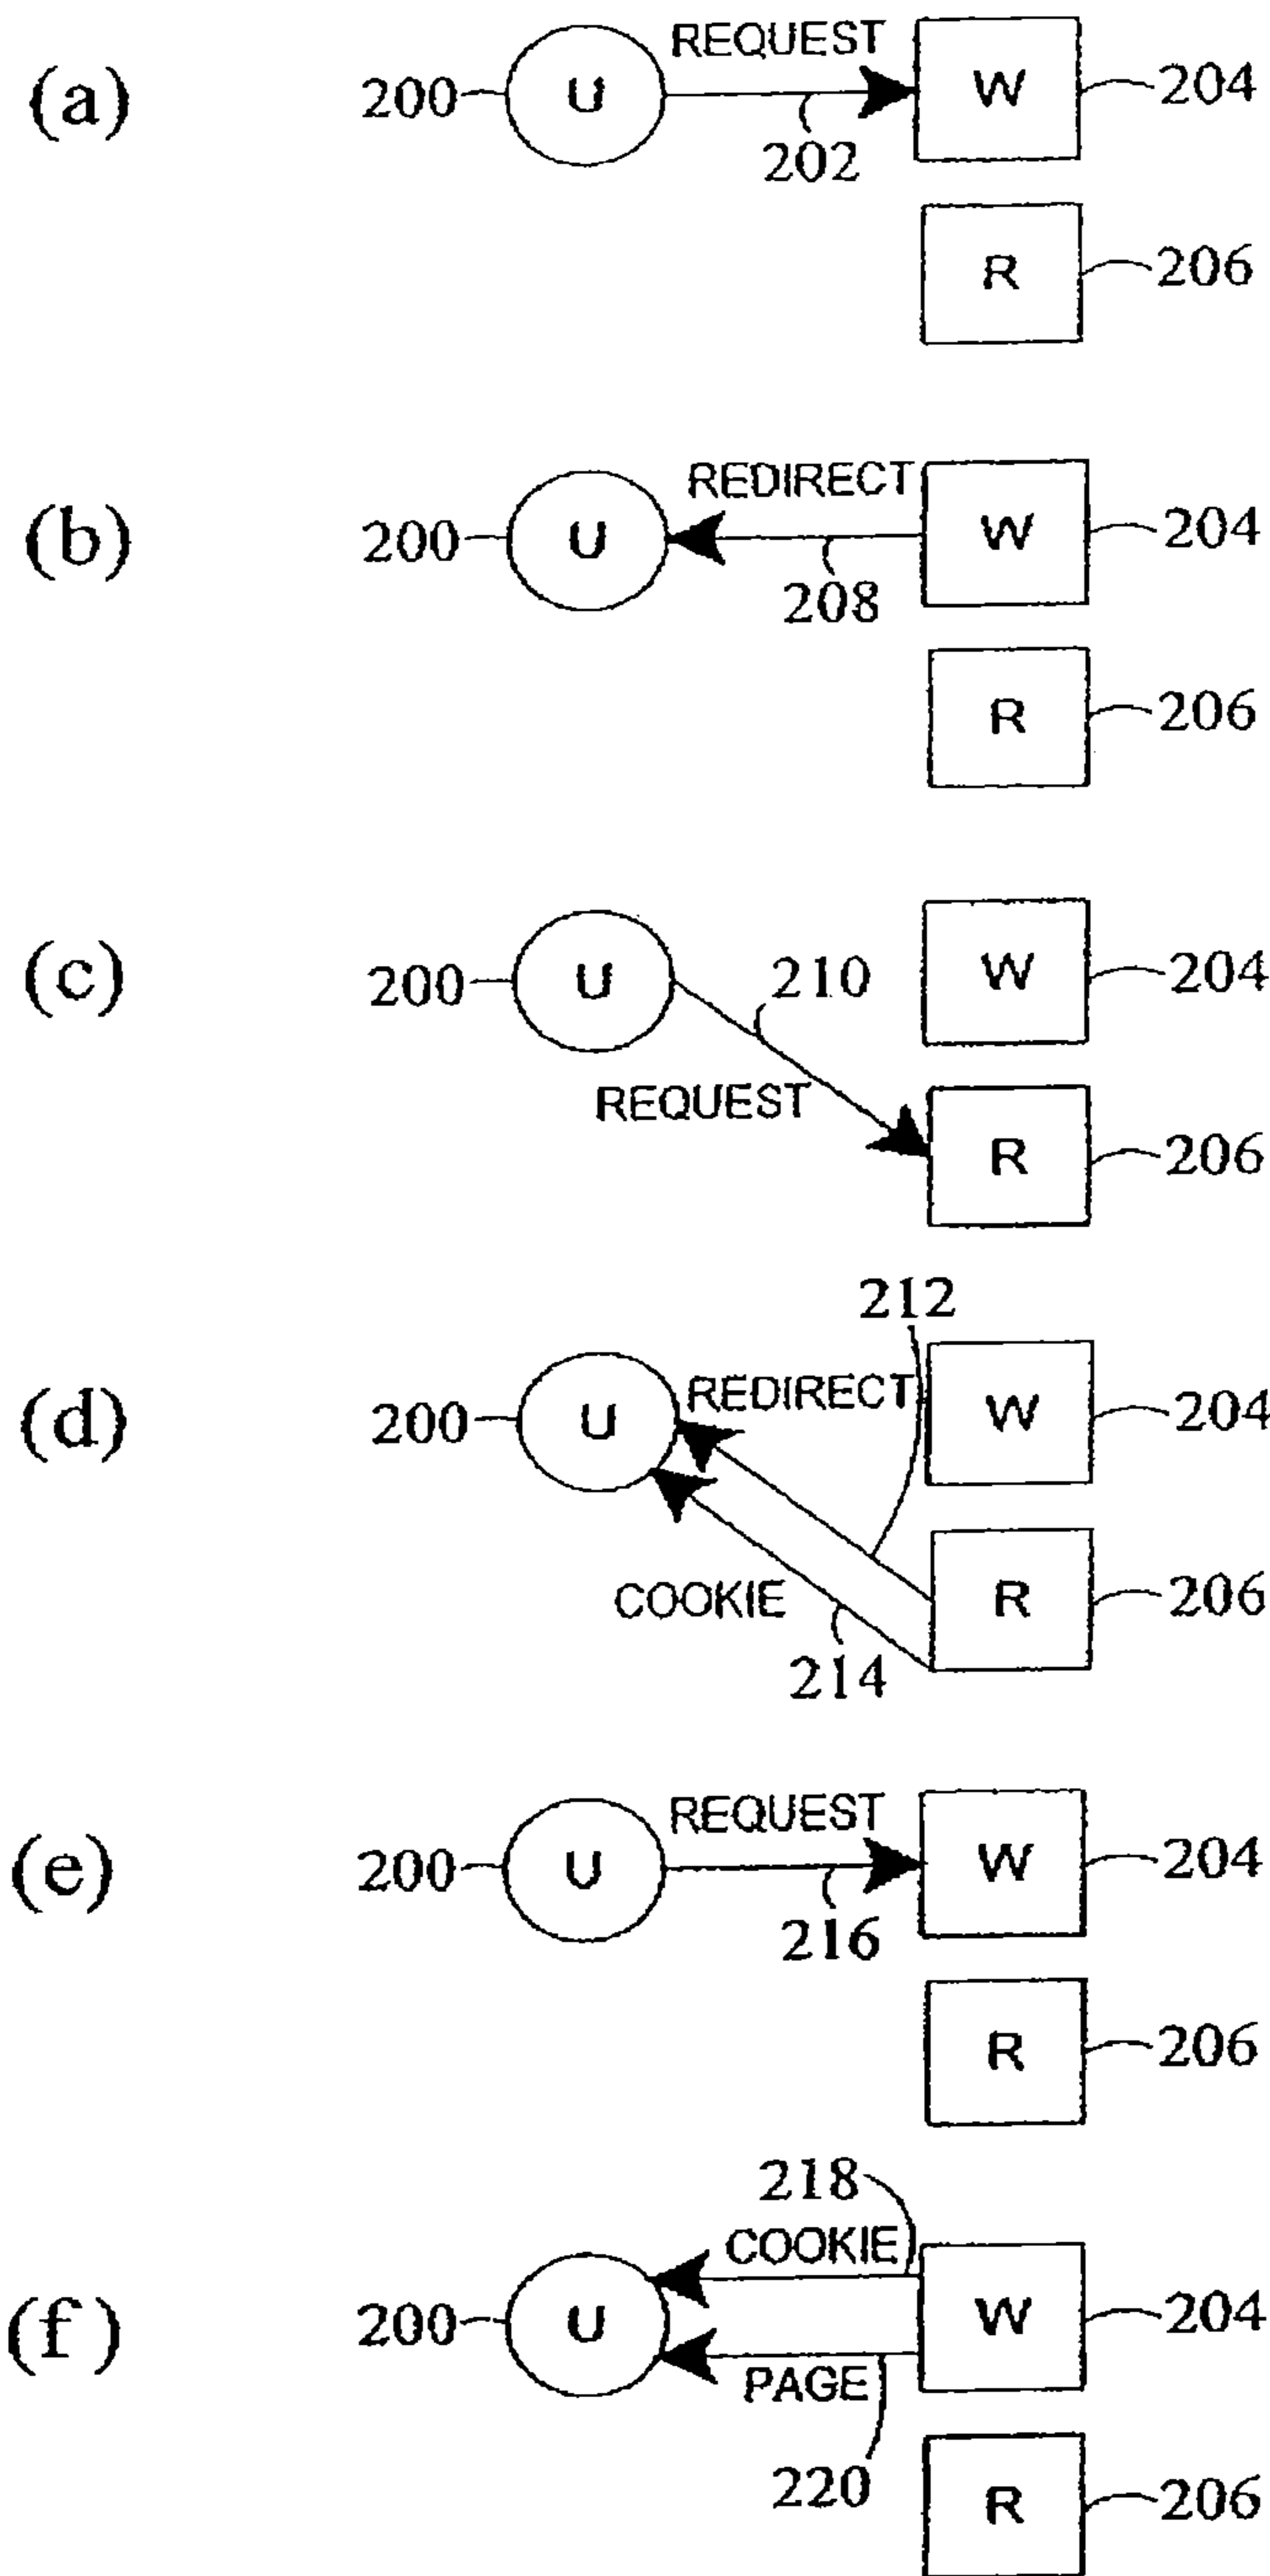 REQUEST
(a) 200 U W 204
202
R 206
REDIRECT
(b) 200 U W 204
208
R 206
(c) 200 U 210 W 204
REQUEST R 206
212
(d) 200 U REDIRECT W 204
COOKIE R 206
214
REQUEST
(e) 200 U W 204
216
R 206
218
COOKIE
(f) 200 U W 204
PAGE
220 R 206